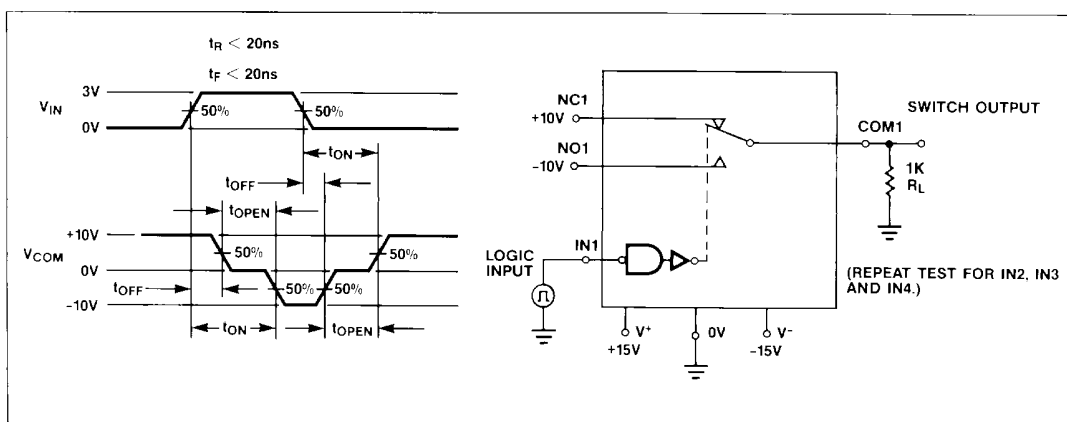 tR < 20ns
tF < 20ns
VIN
3V
0V
50%
50%
tON
tOFF
tOPEN
+10V
VCOM
0V
-10V
50%
50%
50%
50%
tOFF
tON
tOPEN
NC1
+10V
NO1
-10V
SWITCH OUTPUT
COM1
1K
RL
LOGIC
INPUT
IN1
(REPEAT TEST FOR IN2, IN3
AND IN4.)
V+
+15V
0V
V-
-15V